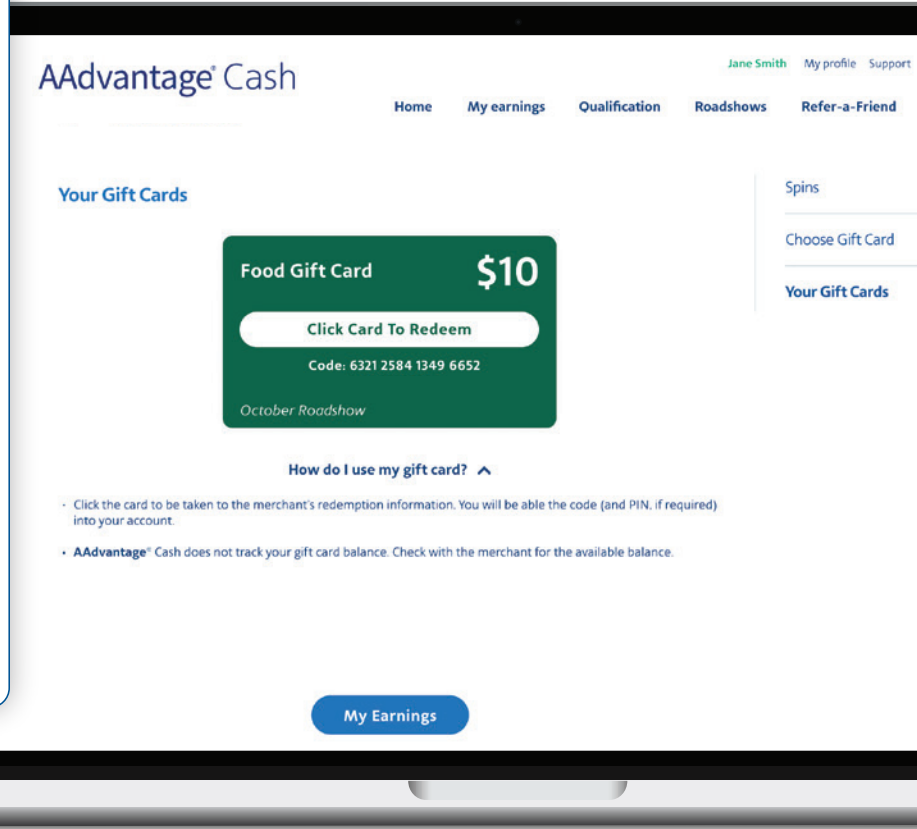 AAdvantage® Cash
Jane Smith My profile Support
Home My earnings Qualification Roadshows Refer-a-Friend
Your Gift Cards
Food Gift Card $10
Click Card To Redeem
Code: 6321 2584 1349 6652
October Roadshow
How do I use my gift card?
· Click the card to be taken to the merchant's redemption information. You will be able the code (and PIN, if required)
into your account.
• AAdvantage® Cash does not track your gift card balance. Check with the merchant for the available balance.
My Earnings
Spins
Choose Gift Card
Your Gift Cards